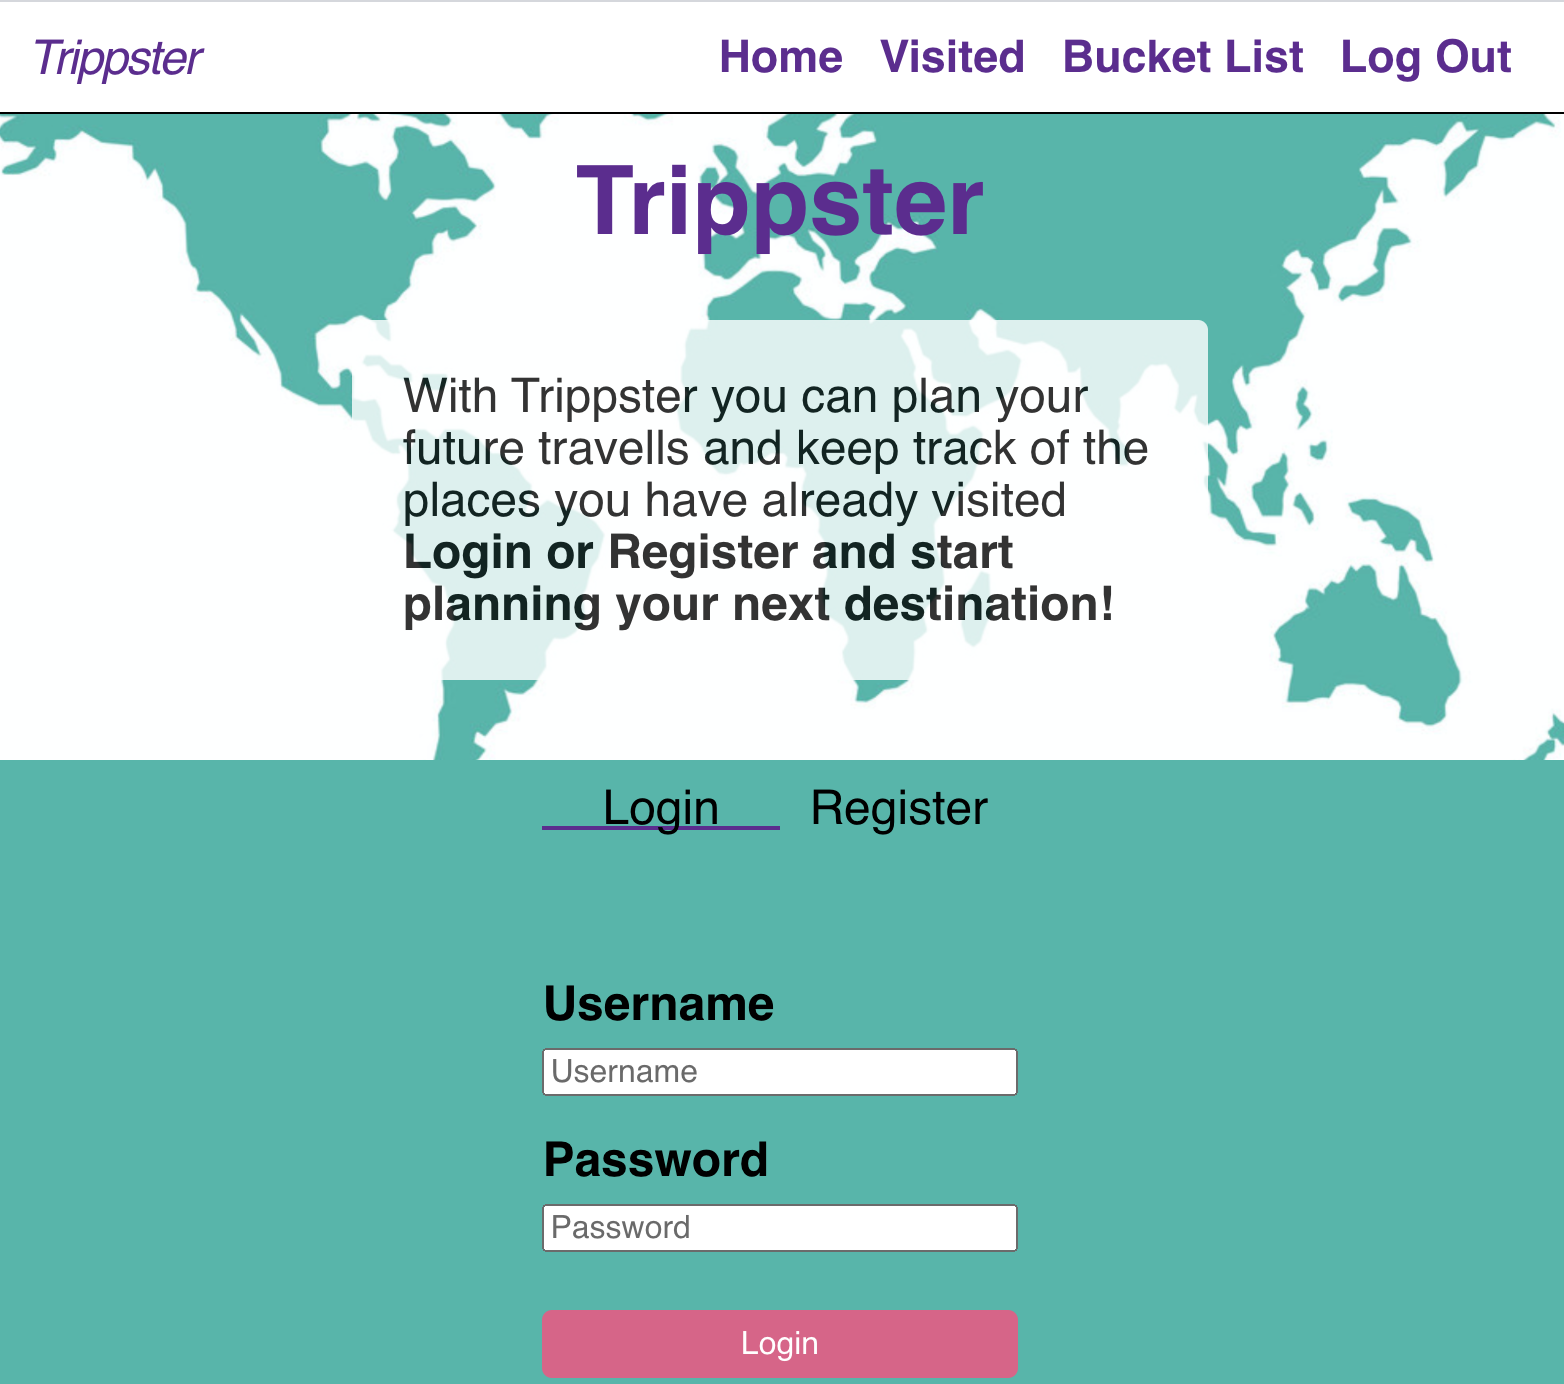 Trippster
Home Visited Bucket List Log Out
Trippster
With Trippster you can plan your
future travells and keep track of the
places you have already visited
Login or Register and start
planning your next destination!
Login Register
Username
Username
Password
Password
Login